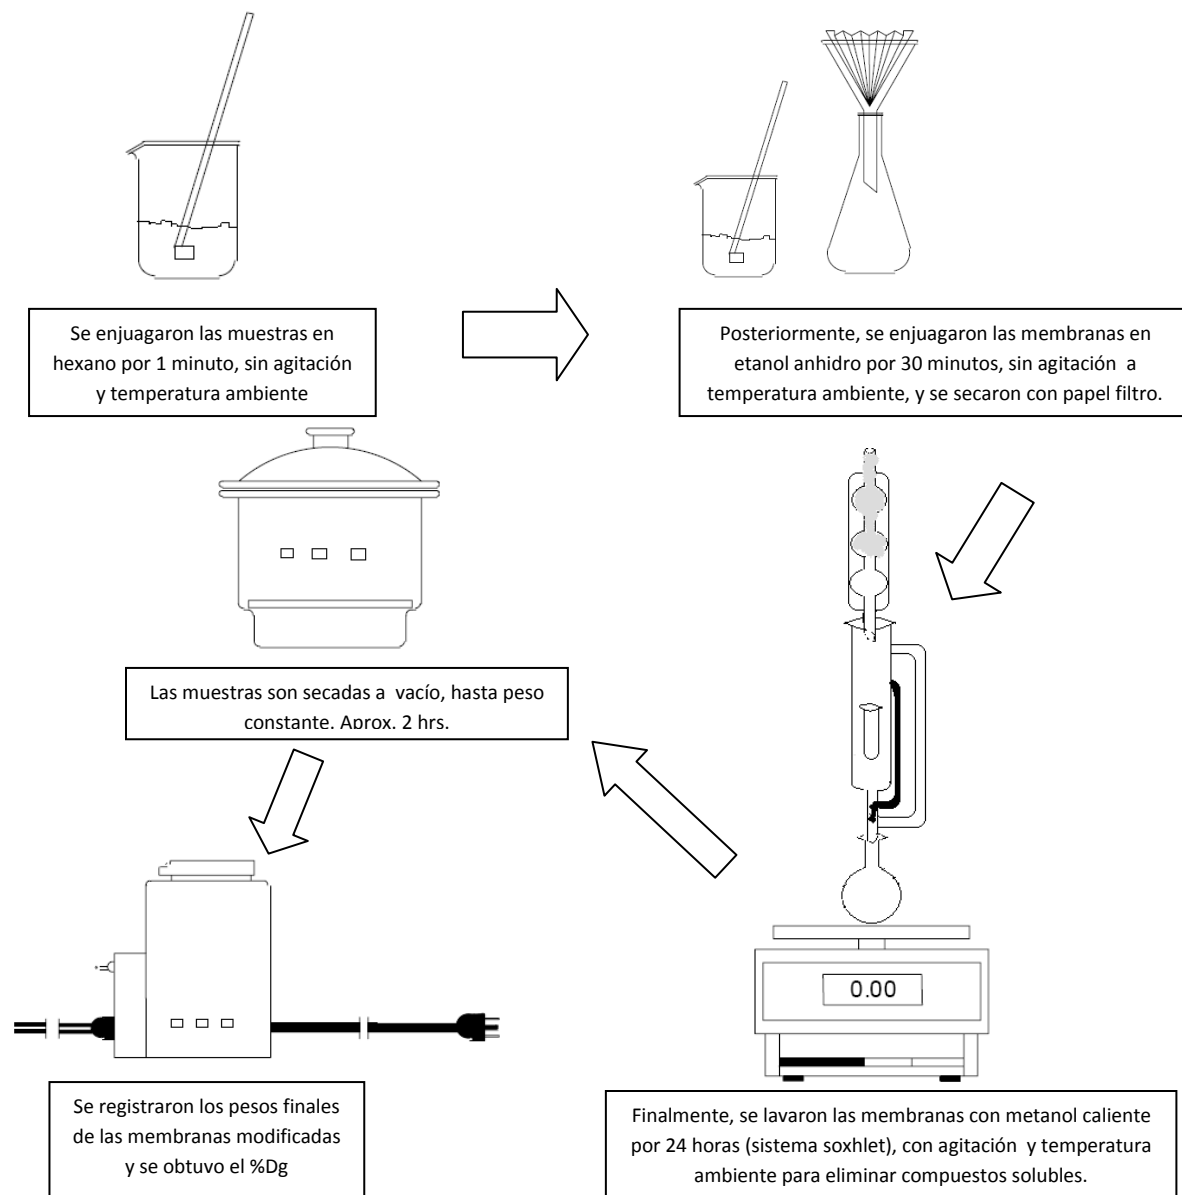 Se enjuagaron las muestras en
hexano por 1 minuto, sin agitación
y temperatura ambiente
Posteriormente, se enjuagaron las membranas en
etanol anhidro por 30 minutos, sin agitación a
temperatura ambiente, y se secaron con papel filtro.
0.00
Finalmente, se lavaron las membranas con metanol caliente
por 24 horas (sistema soxhlet), con agitación y temperatura
ambiente para eliminar compuestos solubles.
Las muestras son secadas a vacío, hasta peso
constante. Aprox. 2 hrs.
Se registraron los pesos finales
de las membranas modificadas
y se obtuvo el %Dg